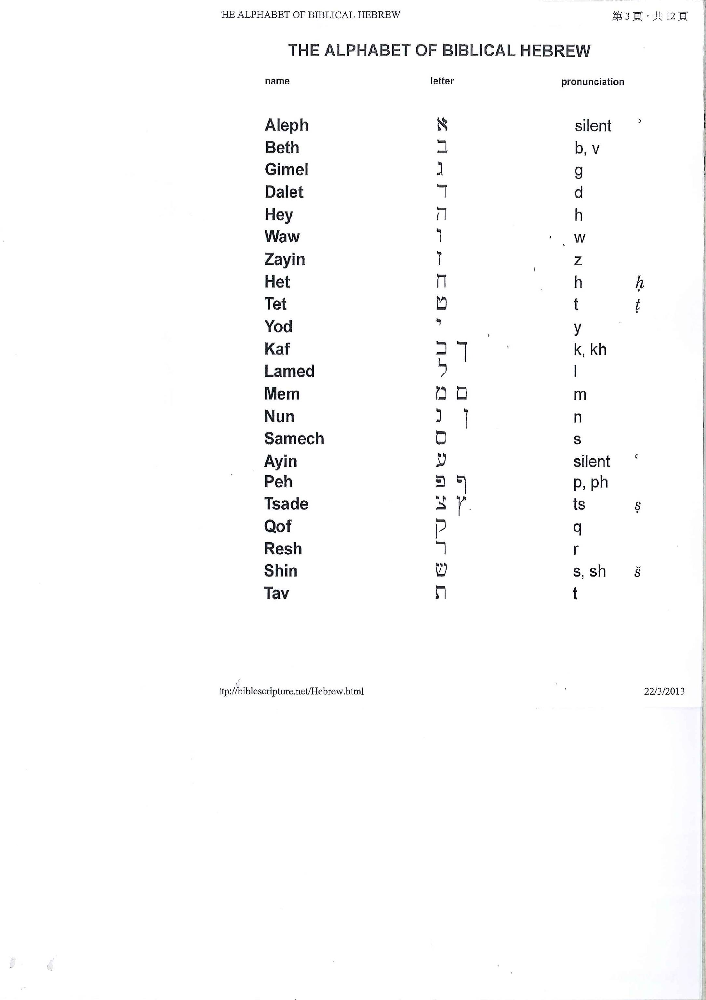 HE ALPHABET OF BIBLICAL HEBREW 第 3 頁，共 12 頁
THE ALPHABET OF BIBLICAL HEBREW
name letter pronunciation
Aleph א silent ʾ
Beth ב b, v
Gimel ג g
Dalet ד d
Hey ה h
Waw ו w
Zayin ז z
Het ח h ḥ
Tet ט t ṭ
Yod י y
Kaf כ ך k, kh
Lamed ל l
Mem מ ם m
Nun נ ן n
Samech ס s
Ayin ע silent ʿ
Peh פ ף p, ph
Tsade צ ץ ts ṣ
Qof ק q
Resh ר r
Shin ש s, sh š
Tav ת t
ttp://biblescripture.net/Hebrew.html 22/3/2013